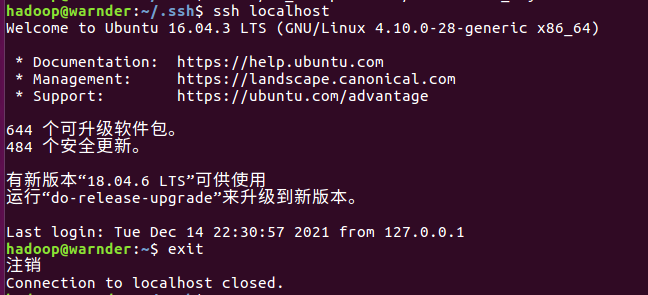 hadoop@warnder:~/.ssh$ ssh localhost
Welcome to Ubuntu 16.04.3 LTS (GNU/Linux 4.10.0-28-generic x86_64)
* Documentation:  https://help.ubuntu.com
* Management:     https://landscape.canonical.com
* Support:        https://ubuntu.com/advantage
644 个可升级软件包。
484 个安全更新。
有新版本“18.04.6 LTS”可供使用
运行“do-release-upgrade”来升级到新版本。
Last login: Tue Dec 14 22:30:57 2021 from 127.0.0.1
hadoop@warnder:~$ exit
注销
Connection to localhost closed.